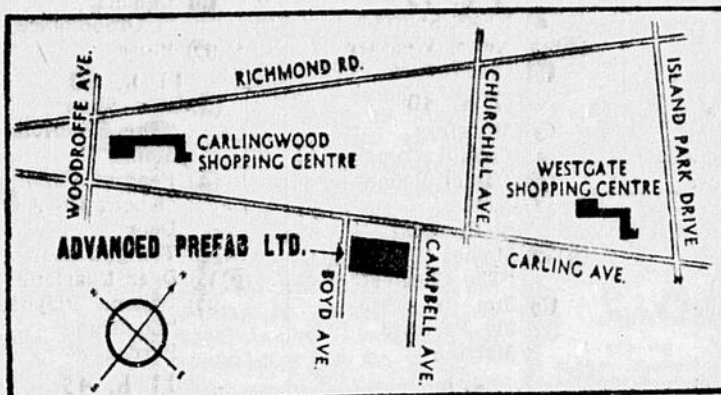 WOODROFFE AVE.
RICHMOND RD.
CARLINGWOOD
SHOPPING CENTRE
CHURCHILL AVE.
WESTGATE
SHOPPING CENTRE
ISLAND PARK DRIVE
ADVANCED PREFAB LTD.
BOYD AVE.
CAMPBELL AVE.
CARLING AVE.